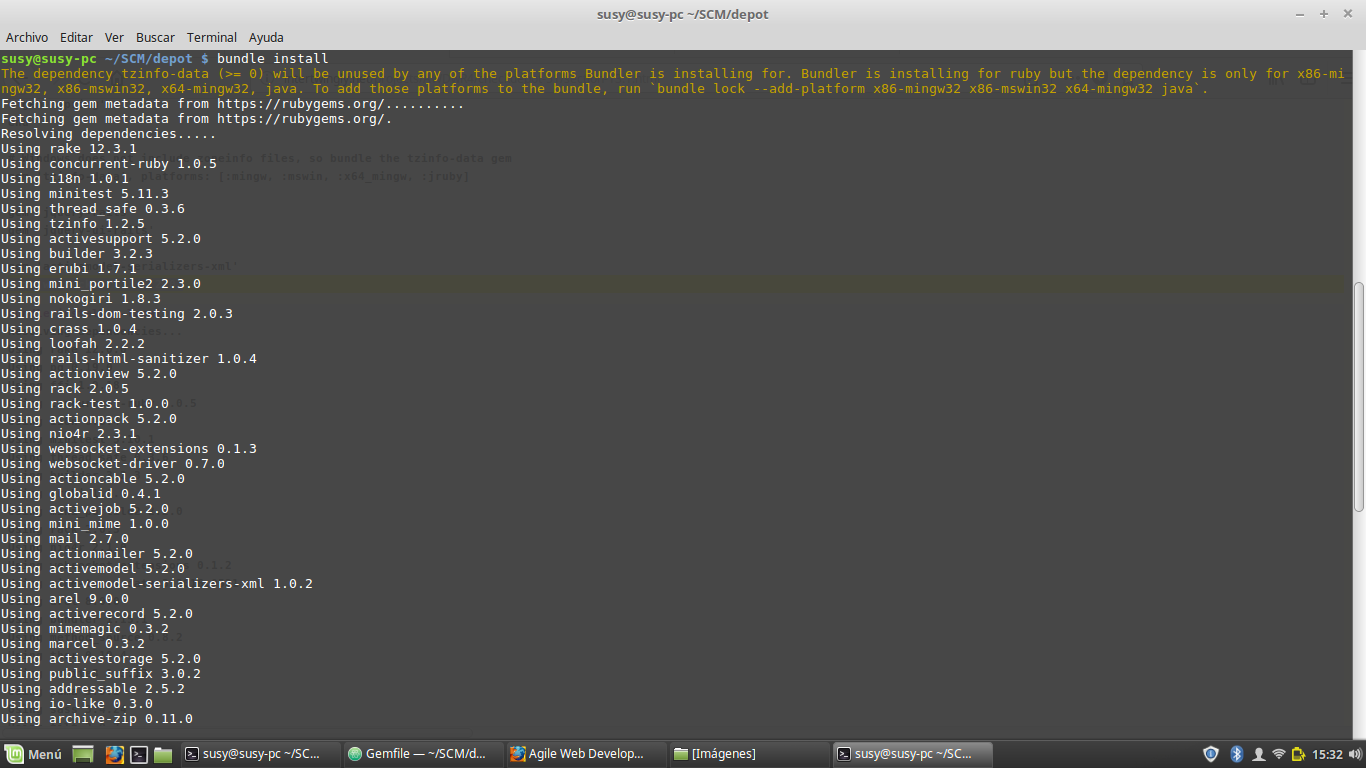 susy@susy-pc ~/SCM/depot
Archivo Editar Ver Buscar Terminal Ayuda
susy@susy-pc ~/SCM/depot $ bundle install
The dependency tzinfo-data (>= 0) will be unused by any of the platforms Bundler is installing for. Bundler is installing for ruby but the dependency is only for x86-mi
ngw32, x86-mswin32, x64-mingw32, java. To add those platforms to the bundle, run `bundle lock --add-platform x86-mingw32 x86-mswin32 x64-mingw32 java`.
Fetching gem metadata from https://rubygems.org/..........
Fetching gem metadata from https://rubygems.org/.
Resolving dependencies.....
Using rake 12.3.1
Using concurrent-ruby 1.0.5
Using i18n 1.0.1
Using minitest 5.11.3
Using thread_safe 0.3.6
Using tzinfo 1.2.5
Using activesupport 5.2.0
Using builder 3.2.3
Using erubi 1.7.1
Using mini_portile2 2.3.0
Using nokogiri 1.8.3
Using rails-dom-testing 2.0.3
Using crass 1.0.4
Using loofah 2.2.2
Using rails-html-sanitizer 1.0.4
Using actionview 5.2.0
Using rack 2.0.5
Using rack-test 1.0.0
Using actionpack 5.2.0
Using nio4r 2.3.1
Using websocket-extensions 0.1.3
Using websocket-driver 0.7.0
Using actioncable 5.2.0
Using globalid 0.4.1
Using activejob 5.2.0
Using mini_mime 1.0.0
Using mail 2.7.0
Using actionmailer 5.2.0
Using activemodel 5.2.0
Using activemodel-serializers-xml 1.0.2
Using arel 9.0.0
Using activerecord 5.2.0
Using mimemagic 0.3.2
Using marcel 0.3.2
Using activestorage 5.2.0
Using public_suffix 3.0.2
Using addressable 2.5.2
Using io-like 0.3.0
Using archive-zip 0.11.0
Menú susy@susy-pc ~/SC... Gemfile — ~/SCM/d... Agile Web Develop... [Imágenes] susy@susy-pc ~/SC... 15:32